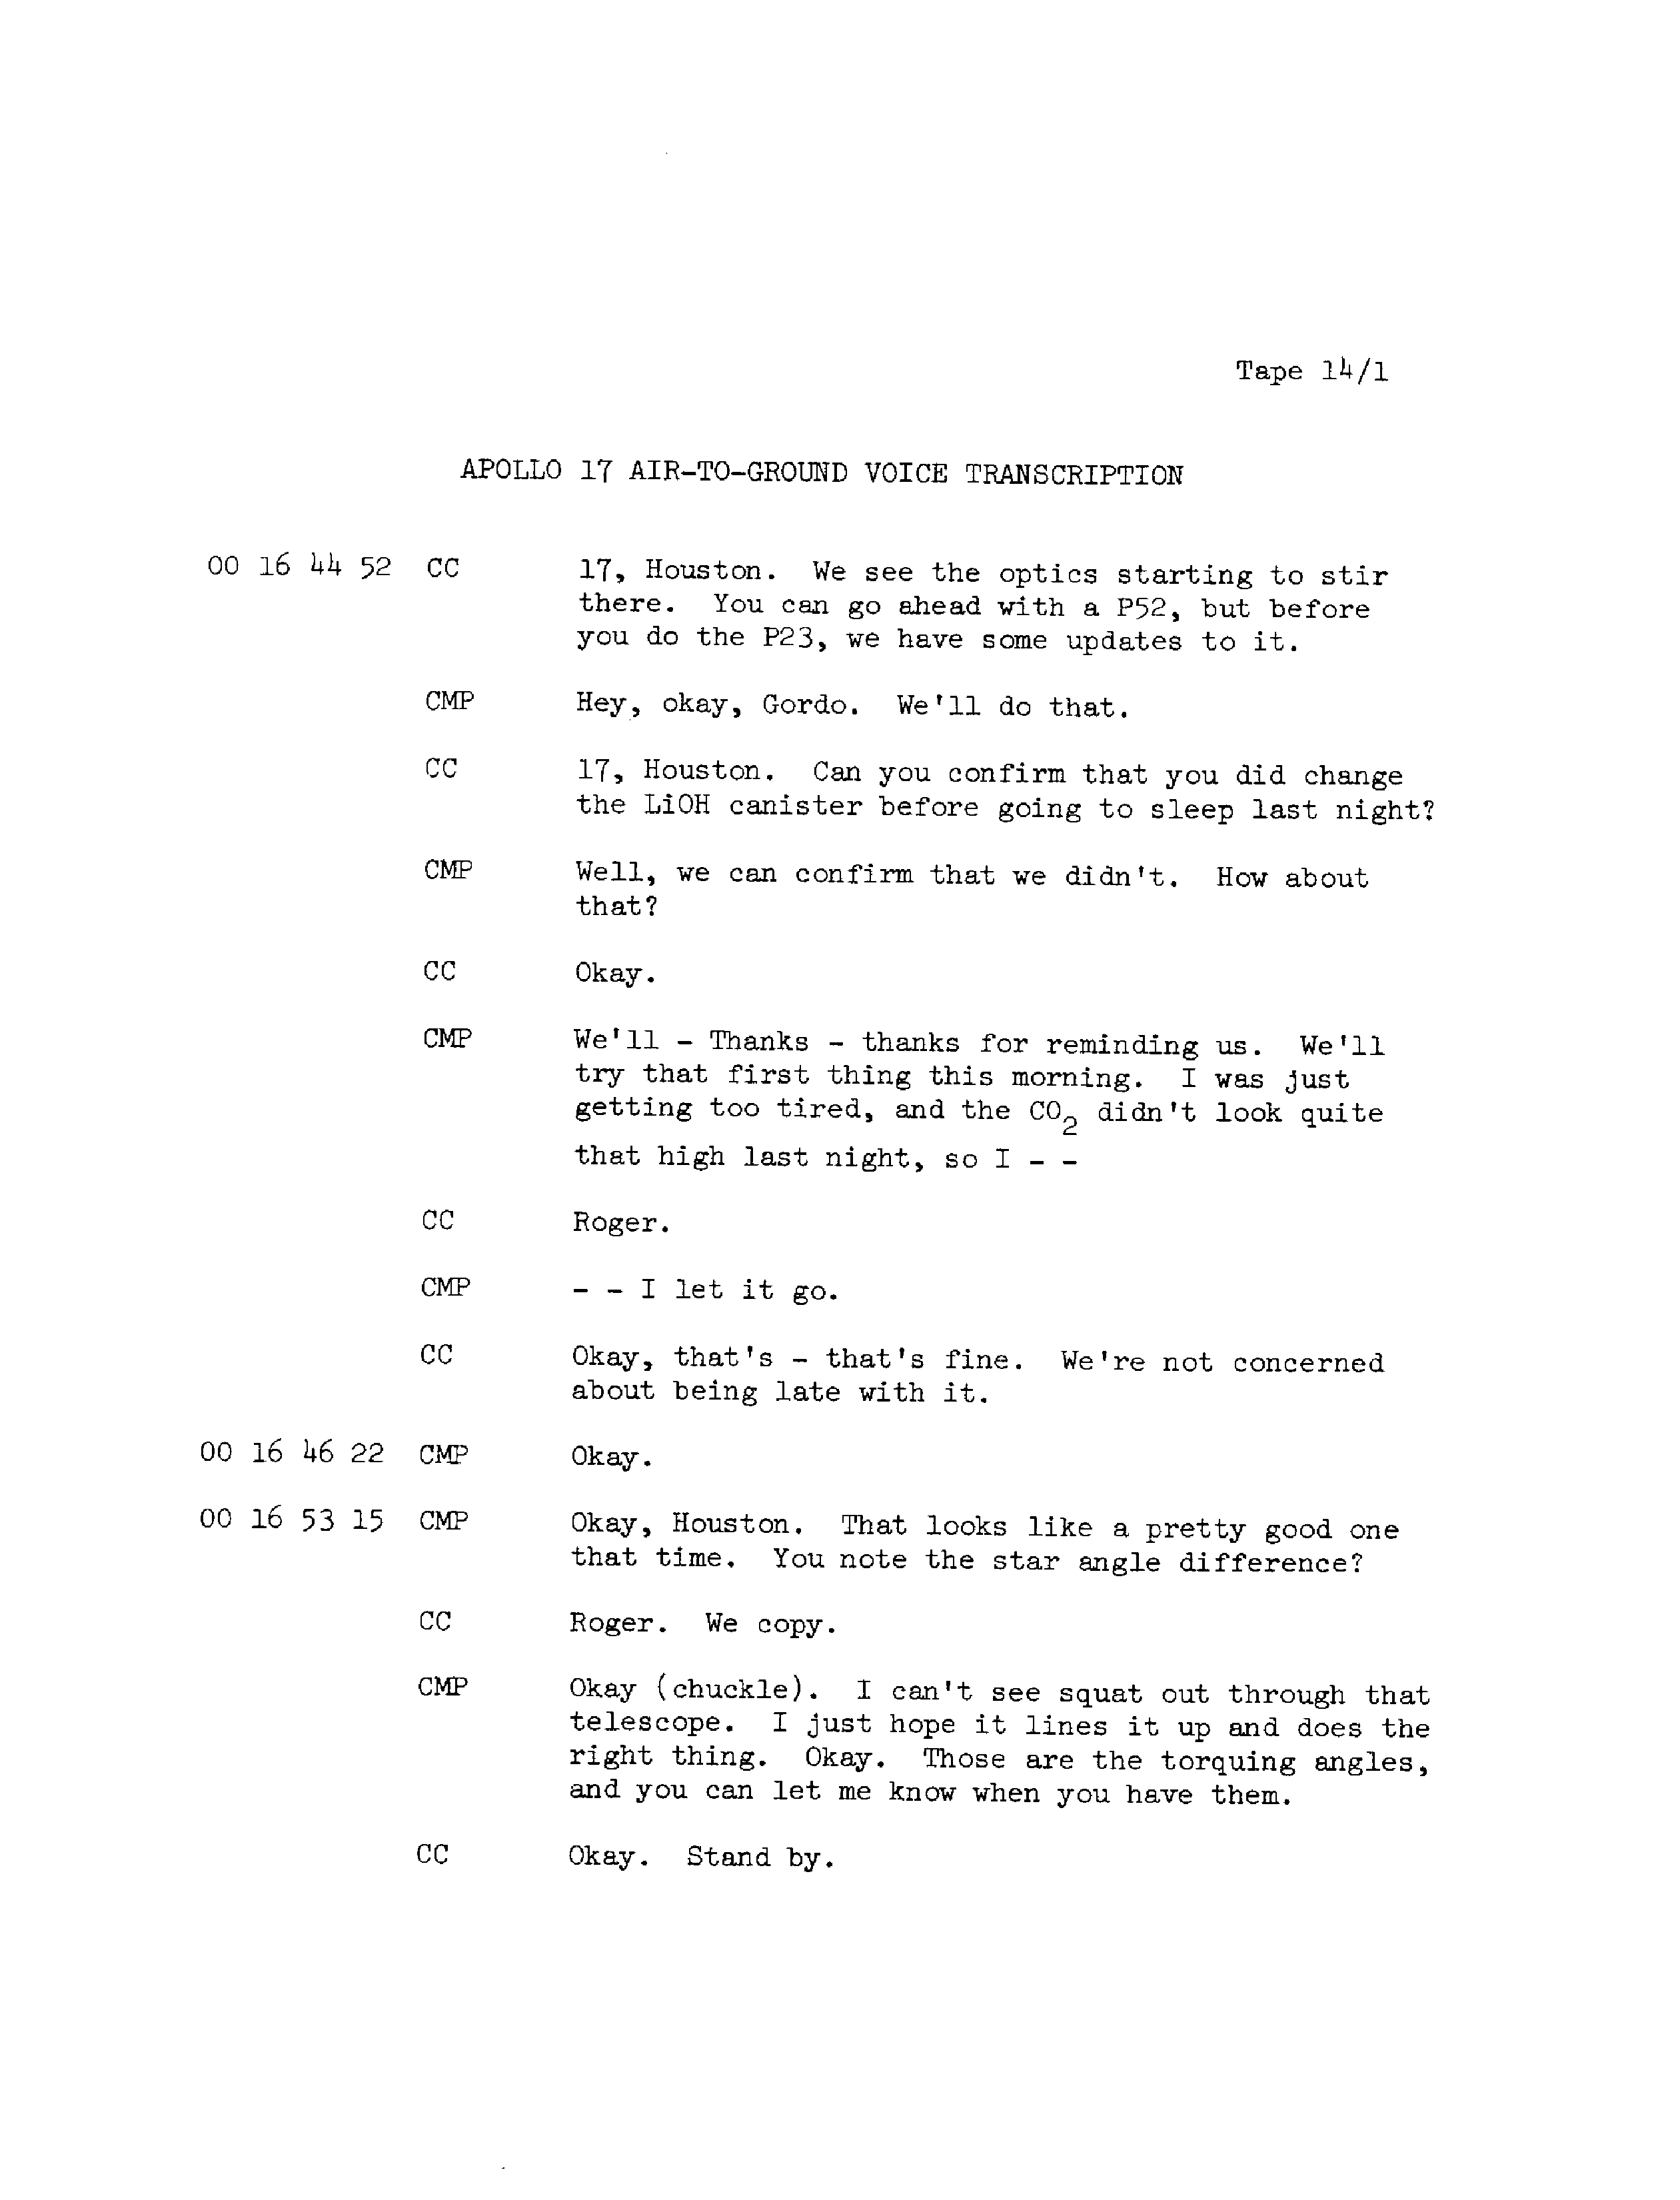 Tape 14/1
APOLLO 17 AIR-TO-GROUND VOICE TRANSCRIPTION
00 16 44 52 CC 17, Houston. We see the optics starting to stir
there. You can go ahead with a P52, but before
you do the P23, we have some updates to it.
CMP Hey, okay, Gordo. We'll do that.
CC 17, Houston. Can you confirm that you did change
the LiOH canister before going to sleep last night?
CMP Well, we can confirm that we didn't. How about
that?
CC Okay.
CMP We'll - Thanks - thanks for reminding us. We'll
try that first thing this morning. I was just
getting too tired, and the CO2 didn't look quite
that high last night, so I - -
CC Roger.
CMP - - I let it go.
CC Okay, that's - that's fine. We're not concerned
about being late with it.
00 16 46 22 CMP Okay.
00 16 53 15 CMP Okay, Houston. That looks like a pretty good one
that time. You note the star angle difference?
CC Roger. We copy.
CMP Okay (chuckle). I can't see squat out through that
telescope. I just hope it lines it up and does the
right thing. Okay. Those are the torquing angles,
and you can let me know when you have them.
CC Okay. Stand by.